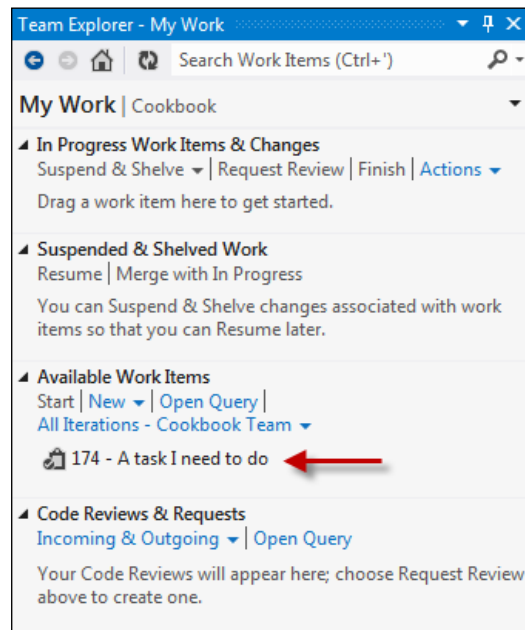 Team Explorer - My Work
Search Work Items (Ctrl+')
My Work | Cookbook
In Progress Work Items & Changes
Suspend & Shelve | Request Review | Finish | Actions
Drag a work item here to get started.
Suspended & Shelved Work
Resume | Merge with In Progress
You can Suspend & Shelve changes associated with work
items so that you can Resume later.
Available Work Items
Start | New | Open Query |
All Iterations - Cookbook Team
174 - A task I need to do
Code Reviews & Requests
Incoming & Outgoing | Open Query
Your Code Reviews will appear here; choose Request Review
above to create one.